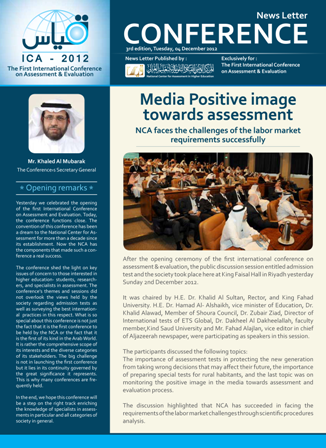 قياس
ICA - 2012
The First International Conference
on Assessment & Evaluation
News Letter
CONFERENCE
3rd edition, Tuesday, 04 December 2012
News Letter Published by :
National Center for Assessment in Higher Education
Exclusively for :
The First International Conference
on Assessment & Evaluation
Mr. Khaled Al Mubarak
The Conference's Secretary General
Opening remarks
Yesterday we celebrated the opening
of the first International Conference
on Assessment and Evaluation. Today,
the conference functions close. The
convention of this conference has been
a dream to the National Center for As-
sessment for more than a decade since
its establishment. Now the NCA has
the components that made such a con-
ference a real success.
The conference shed the light on key
issues of concern to those interested in
higher education- students, research-
ers, and specialists in assessment. The
conference's themes and sessions did
not overlook the views held by the
society regarding admission tests as
well as surveying the best internation-
al practices in this respect. What is so
special about this conference is not just
the fact that it is the first conference to
be held by the NCA or the fact that it
is the first of its kind in the Arab World.
It is rather the comprehensive scope of
its interests and the diverse categories
of its stakeholders. The big challenge
is not in launching the first conference
but it lies in its continuity governed by
the great significance it represents.
This is why many conferences are fre-
quently held.
In the end, we hope this conference will
be a step on the right track enriching
the knowledge of specialists in assess-
ments in particular and all categories of
society in general.
Media Positive image
towards assessment
NCA faces the challenges of the labor market
requirements successfully
After the opening ceremony of the first international conference on
assessment & evaluation, the public discussion session entitled admission
test and the society took place here at King Faisal Hall in Riyadh yesterday
Sunday 2nd December 2012.
It was chaired by H.E. Dr. Khalid Al Sultan, Rector, and King Fahad
University. H.E. Dr. Hamad Al- Alshaikh, vice minister of Education, Dr.
Khalid Alawad, Member of Shoura Council, Dr. Zubair Ziad, Director of
International tests of ETS Global, Dr. Dakheel Al Dakheelallah, faculty
member,Kind Saud University and Mr. Fahad Alajlan, vice editor in chief
of Aljazeerah newspaper, were participating as speakers in this session.
The participants discussed the following topics:
The importance of assessment tests in protecting the new generation
from taking wrong decisions that may affect their future, the importance
of preparing special tests for rural habitants, and the last topic was on
monitoring the positive image in the media towards assessment and
evaluation process.
The discussion highlighted that NCA has succeeded in facing the
requirements of the labor market challenges through scientific procedures
analysis.